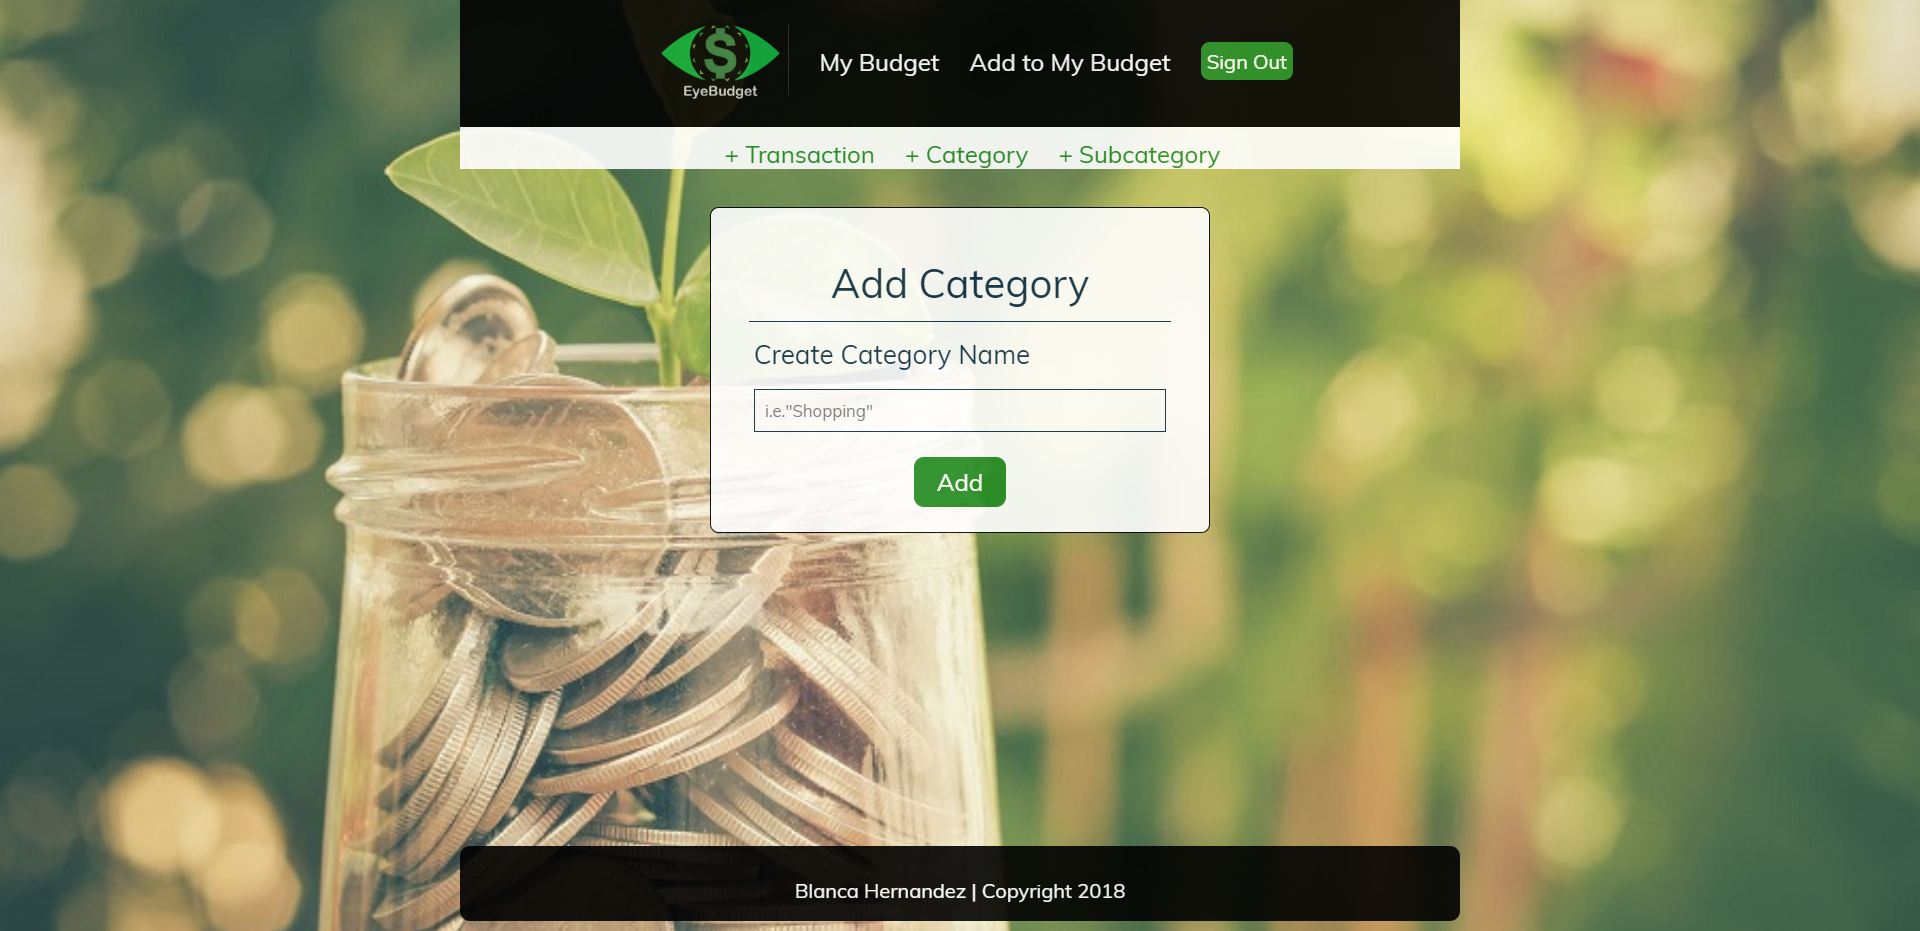 $
EyeBudget
My Budget
Add to My Budget
Sign Out
+ Transaction
+ Category
+ Subcategory
Add Category
Create Category Name
i.e."Shopping"
Add
Blanca Hernandez | Copyright 2018